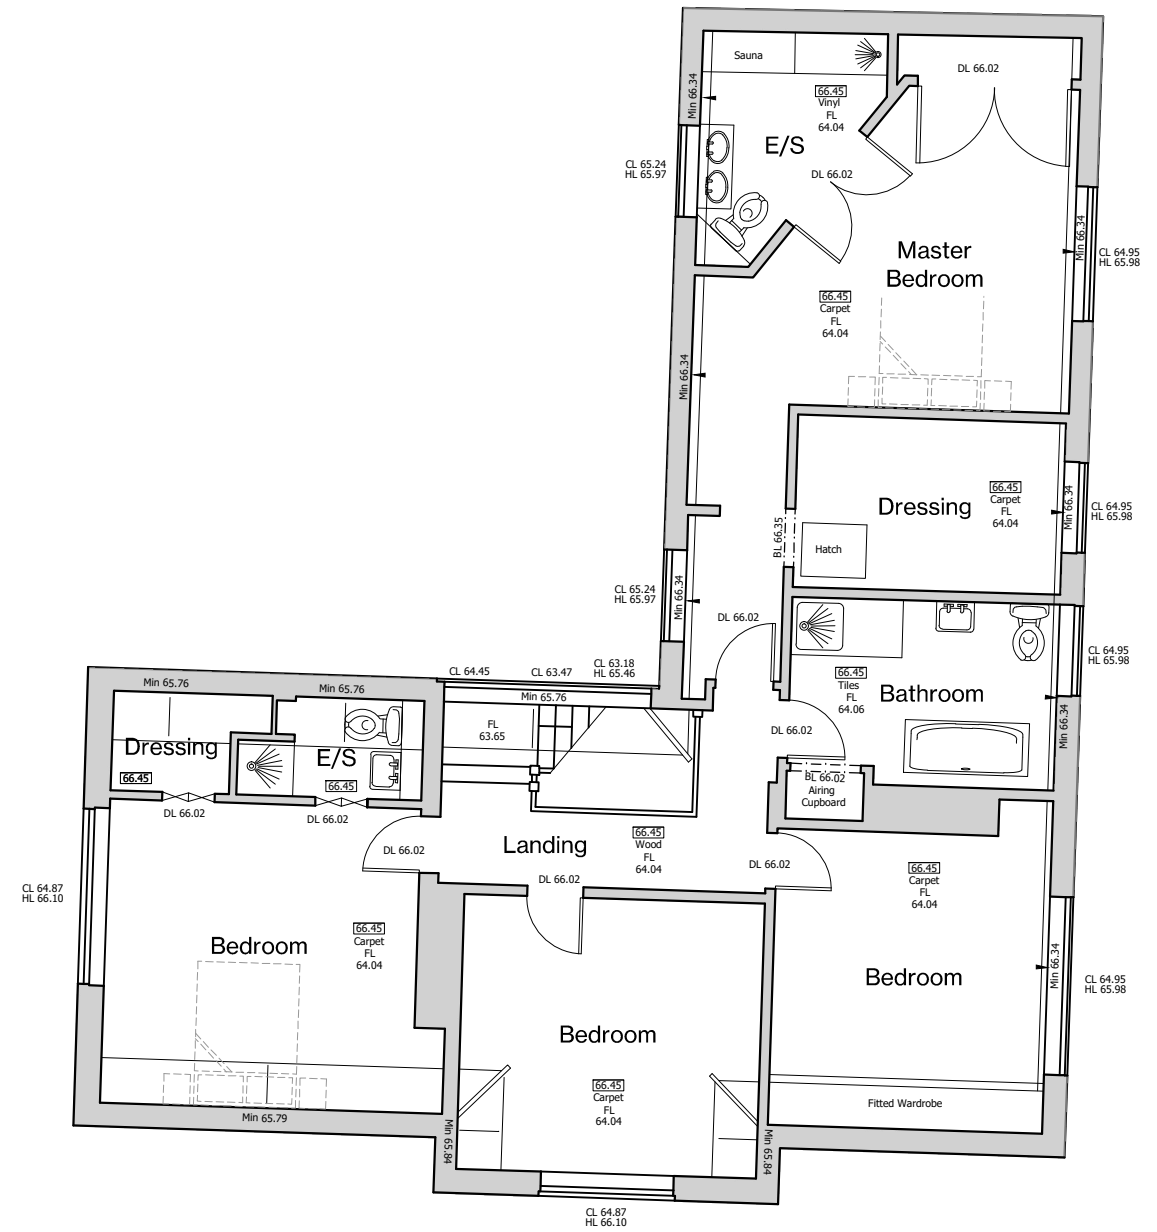 Sauna
DL 66.02
Min 66.34
66.45
Vinyl
FL
64.04
E/S
CL 65.24
HL 65.97
DL 66.02
Min 66.34
CL 64.95
HL 65.98
Master
Bedroom
66.45
Carpet
FL
64.04
Min 66.34
66.45
Carpet
FL
64.04
Dressing
Min 66.34
CL 64.95
HL 65.98
BL 66.35
Hatch
CL 65.24
HL 65.97
Min 66.34
DL 66.02
CL 64.95
HL 65.98
66.45
Tiles
FL
64.06
Bathroom
Min 66.34
DL 66.02
BL 66.02
Airing
Cupboard
CL 64.45
CL 63.47
CL 63.18
HL 65.46
Min 65.76
Min 65.76
Min 65.76
FL
63.65
Dressing
66.45
E/S
66.45
DL 66.02
DL 66.02
DL 66.02
Landing
66.45
Wood
FL
64.04
DL 66.02
DL 66.02
CL 64.87
HL 66.10
Bedroom
66.45
Carpet
FL
64.04
66.45
Carpet
FL
64.04
Bedroom
Min 66.34
CL 64.95
HL 65.98
Bedroom
66.45
Carpet
FL
64.04
Fitted Wardrobe
Min 65.79
Min 65.84
Min 65.84
CL 64.87
HL 66.10